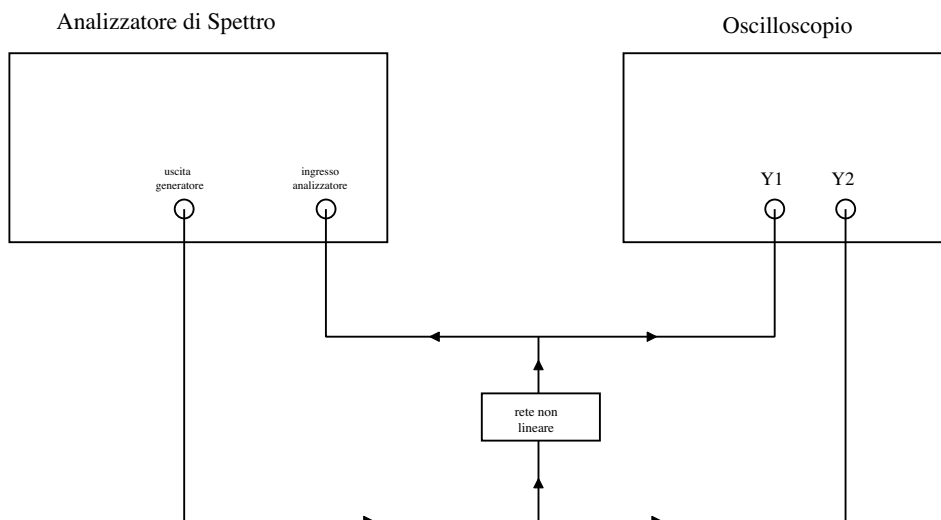 Analizzatore di Spettro
Oscilloscopio
uscita
generatore
ingresso
analizzatore
Y1
Y2
rete non
lineare